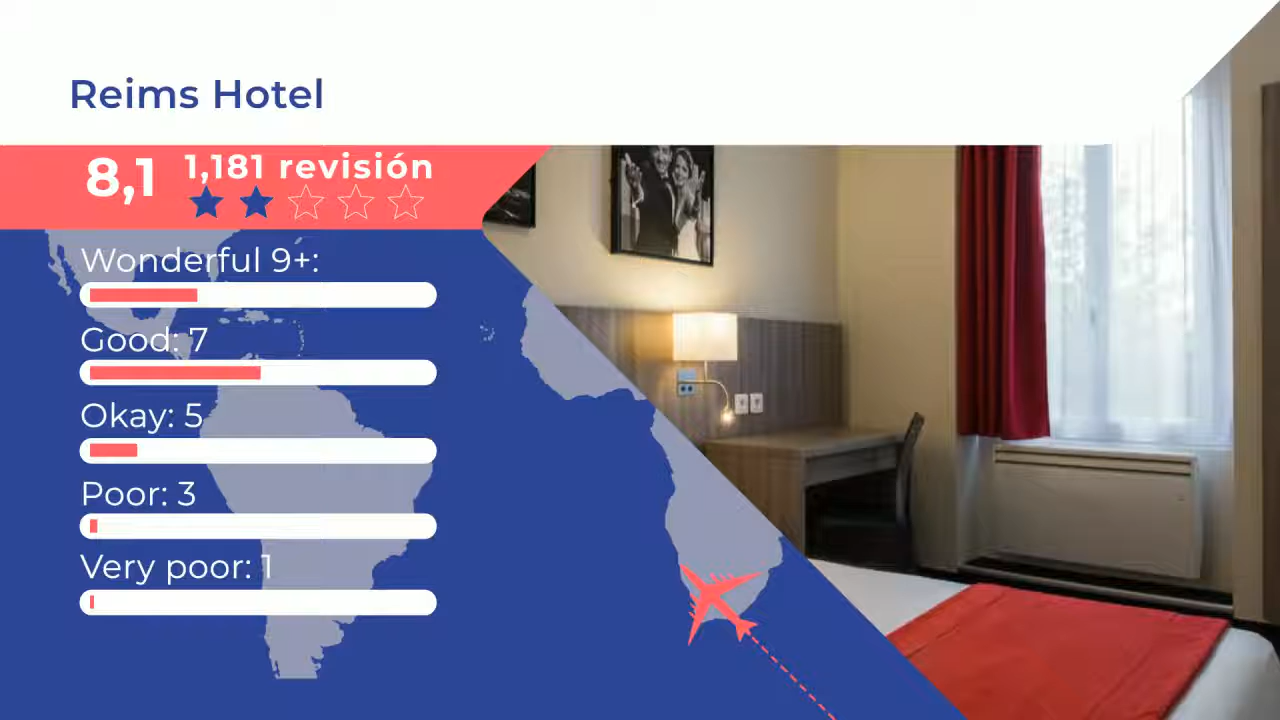 Reims Hotel
8,1
1,181 revisión
Wonderful 9+:
Good: 7
Okay: 5
Poor: 3
Very poor: 1